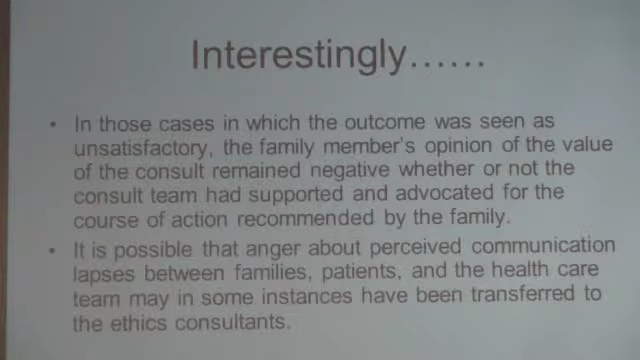 Interestingly……
• In those cases in which the outcome was seen as
unsatisfactory, the family member's opinion of the value
of the consult remained negative whether or not the
consult team had supported and advocated for the
course of action recommended by the family.
• It is possible that anger about perceived communication
lapses between families, patients, and the health care
team may in some instances have been transferred to
the ethics consultants.